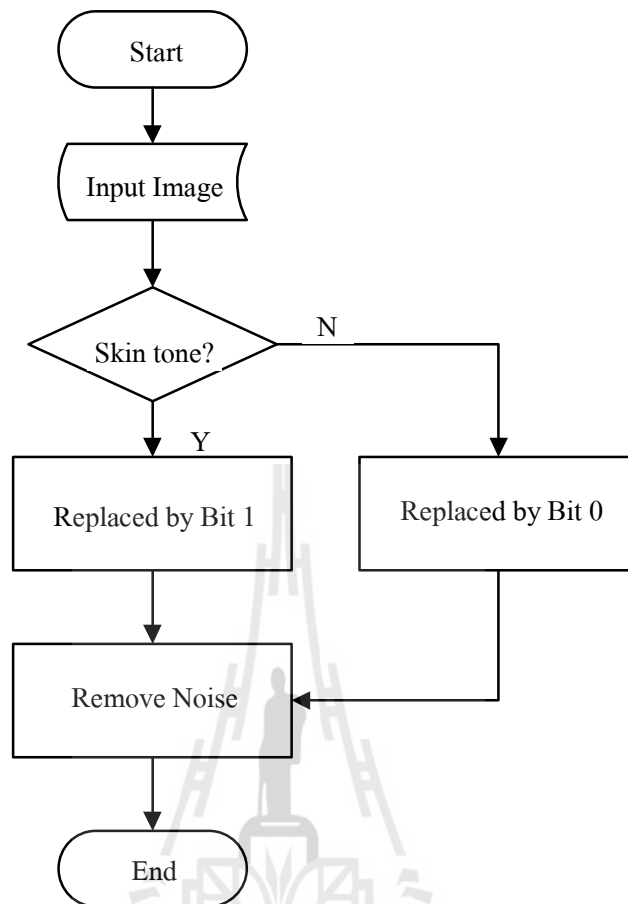 Start
Input Image
Skin tone?
N
Y
Replaced by Bit 1
Replaced by Bit 0
Remove Noise
End